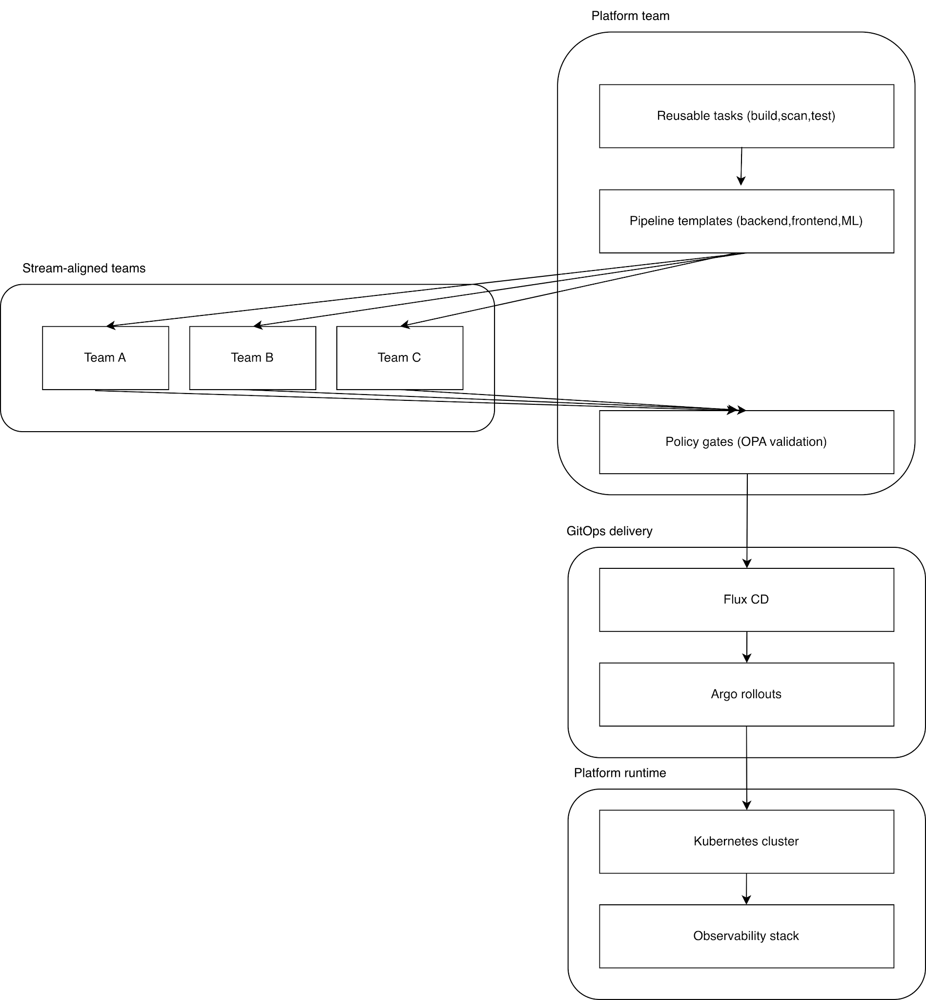 Platform team
Reusable tasks (build,scan,test)
Pipeline templates (backend,frontend,ML)
Stream-aligned teams
Team A
Team B
Team C
Policy gates (OPA validation)
GitOps delivery
Flux CD
Argo rollouts
Platform runtime
Kubernetes cluster
Observability stack